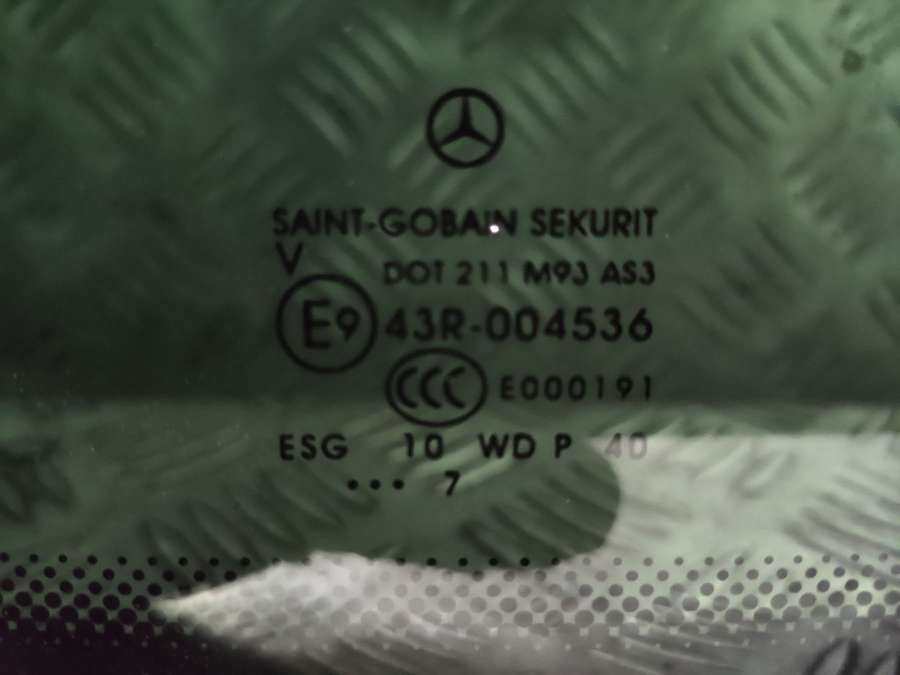 SAINT-GOBAIN SEKURIT
V DOT 211 M93 AS3
E9 43R-004536
CCC E000191
ESG 10 WD P 40
••• 7